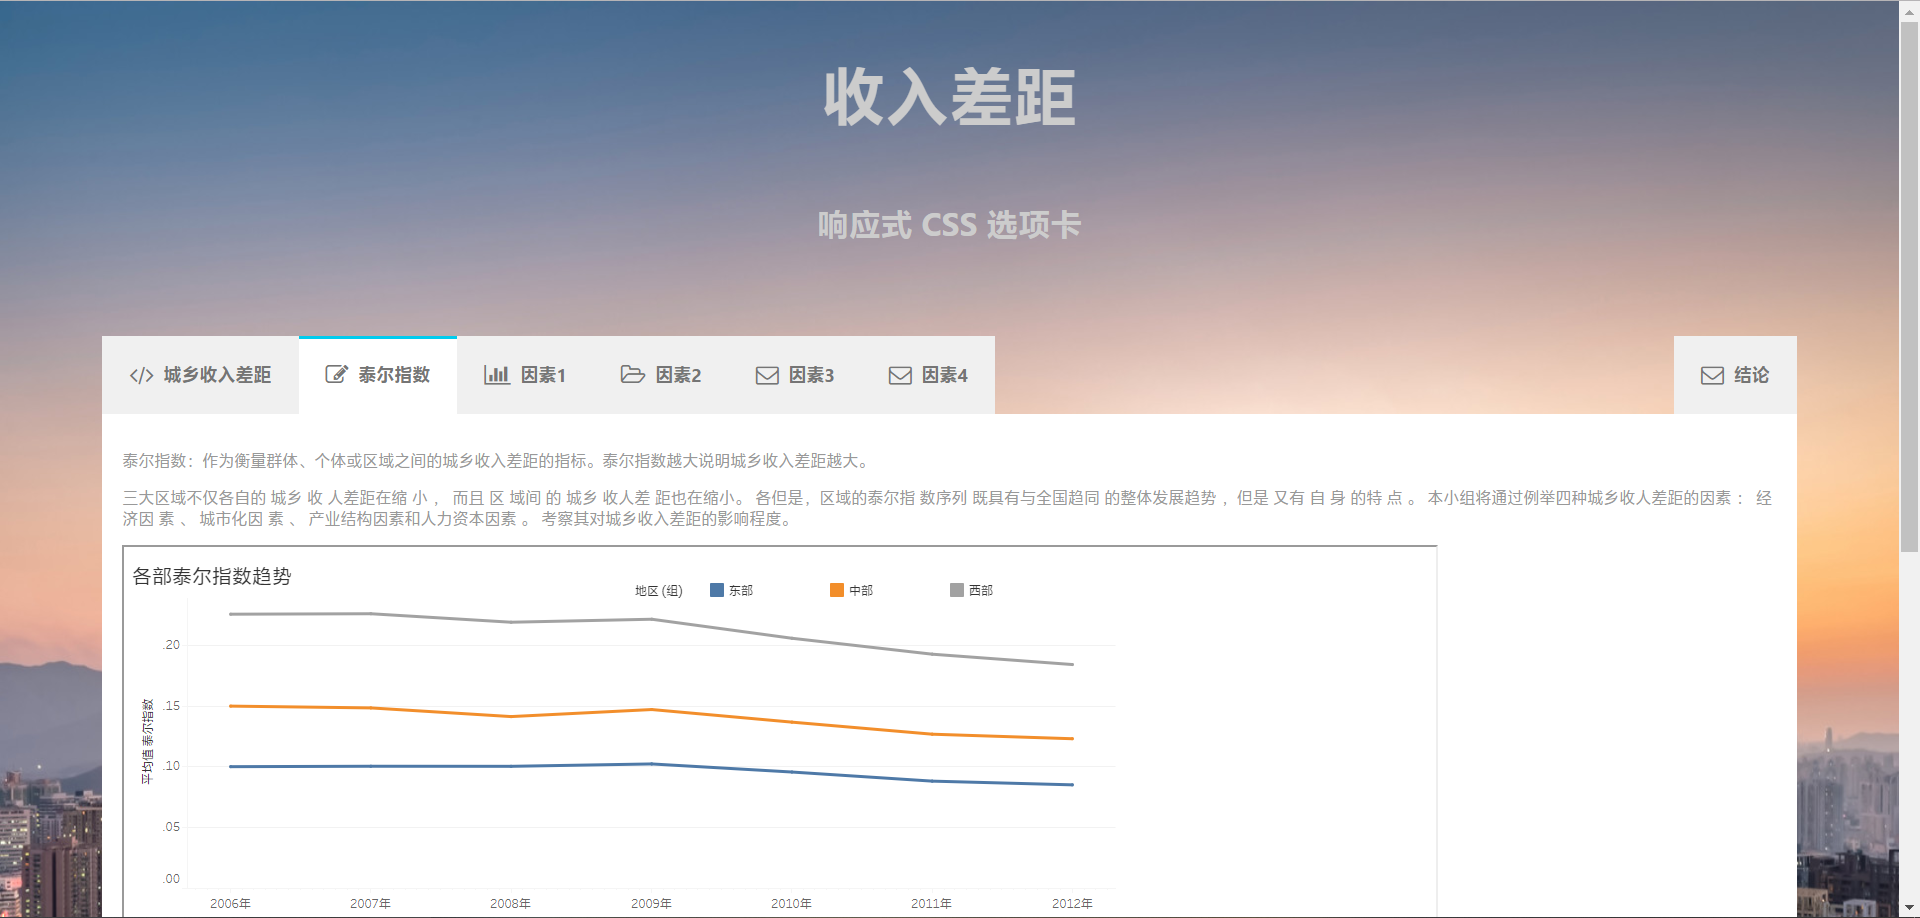 收入差距
响应式 CSS 选项卡
城乡收入差距 泰尔指数 因素1 因素2 因素3 因素4 结论
泰尔指数：作为衡量群体、个体或区域之间的城乡收入差距的指标。泰尔指数越大说明城乡收入差距越大。
三大区域不仅各自的 城乡 收 人差距在缩 小 ， 而且 区 域间 的 城乡 收人差 距也在缩小。 各但是，区域的泰尔指 数序列 既具有与全国趋同 的整体发展趋势 ，但是 又有 自 身 的特 点 。 本小组将通过例举四种城乡收人差距的因素 ： 经
济因 素 、 城市化因 素 、 产业结构因素和人力资本因素 。 考察其对城乡收入差距的影响程度。
各部泰尔指数趋势
地区 (组) 东部 中部 西部
平均值 泰尔指数
.20
.15
.10
.05
.00
2006年 2007年 2008年 2009年 2010年 2011年 2012年